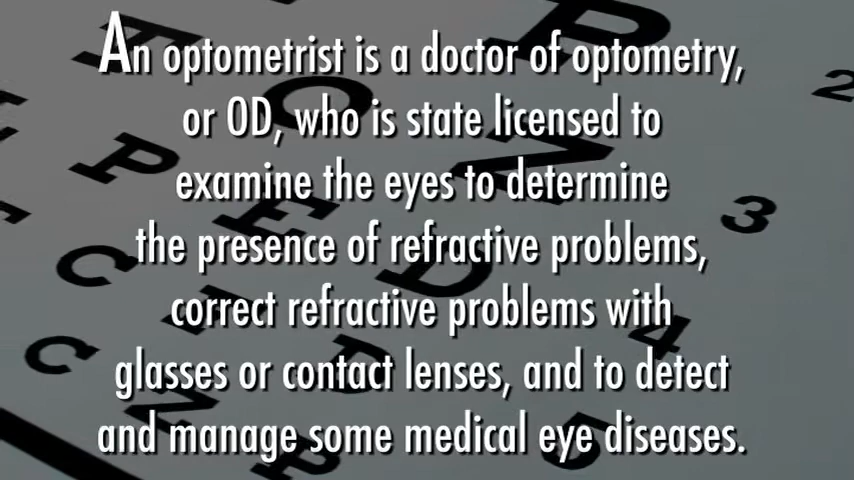 An optometrist is a doctor of optometry,
or OD, who is state licensed to
examine the eyes to determine
the presence of refractive problems,
correct refractive problems with
glasses or contact lenses, and to detect
and manage some medical eye diseases.